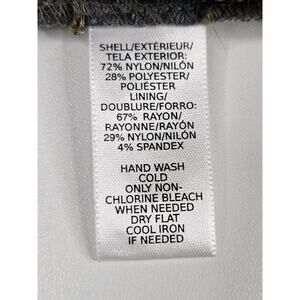 SHELL/EXTÉRIEUR/
TELA EXTERIOR:
72% NYLON/NILÓN
28% POLYESTER/
POLIÉSTER
LINING/
DOUBLURE/FORRO:
67% RAYON/
RAYONNE/RAYÓN
29% NYLON/NILÓN
4% SPANDEX
HAND WASH
COLD
ONLY NON-
CHLORINE BLEACH
WHEN NEEDED
DRY FLAT
COOL IRON
IF NEEDED